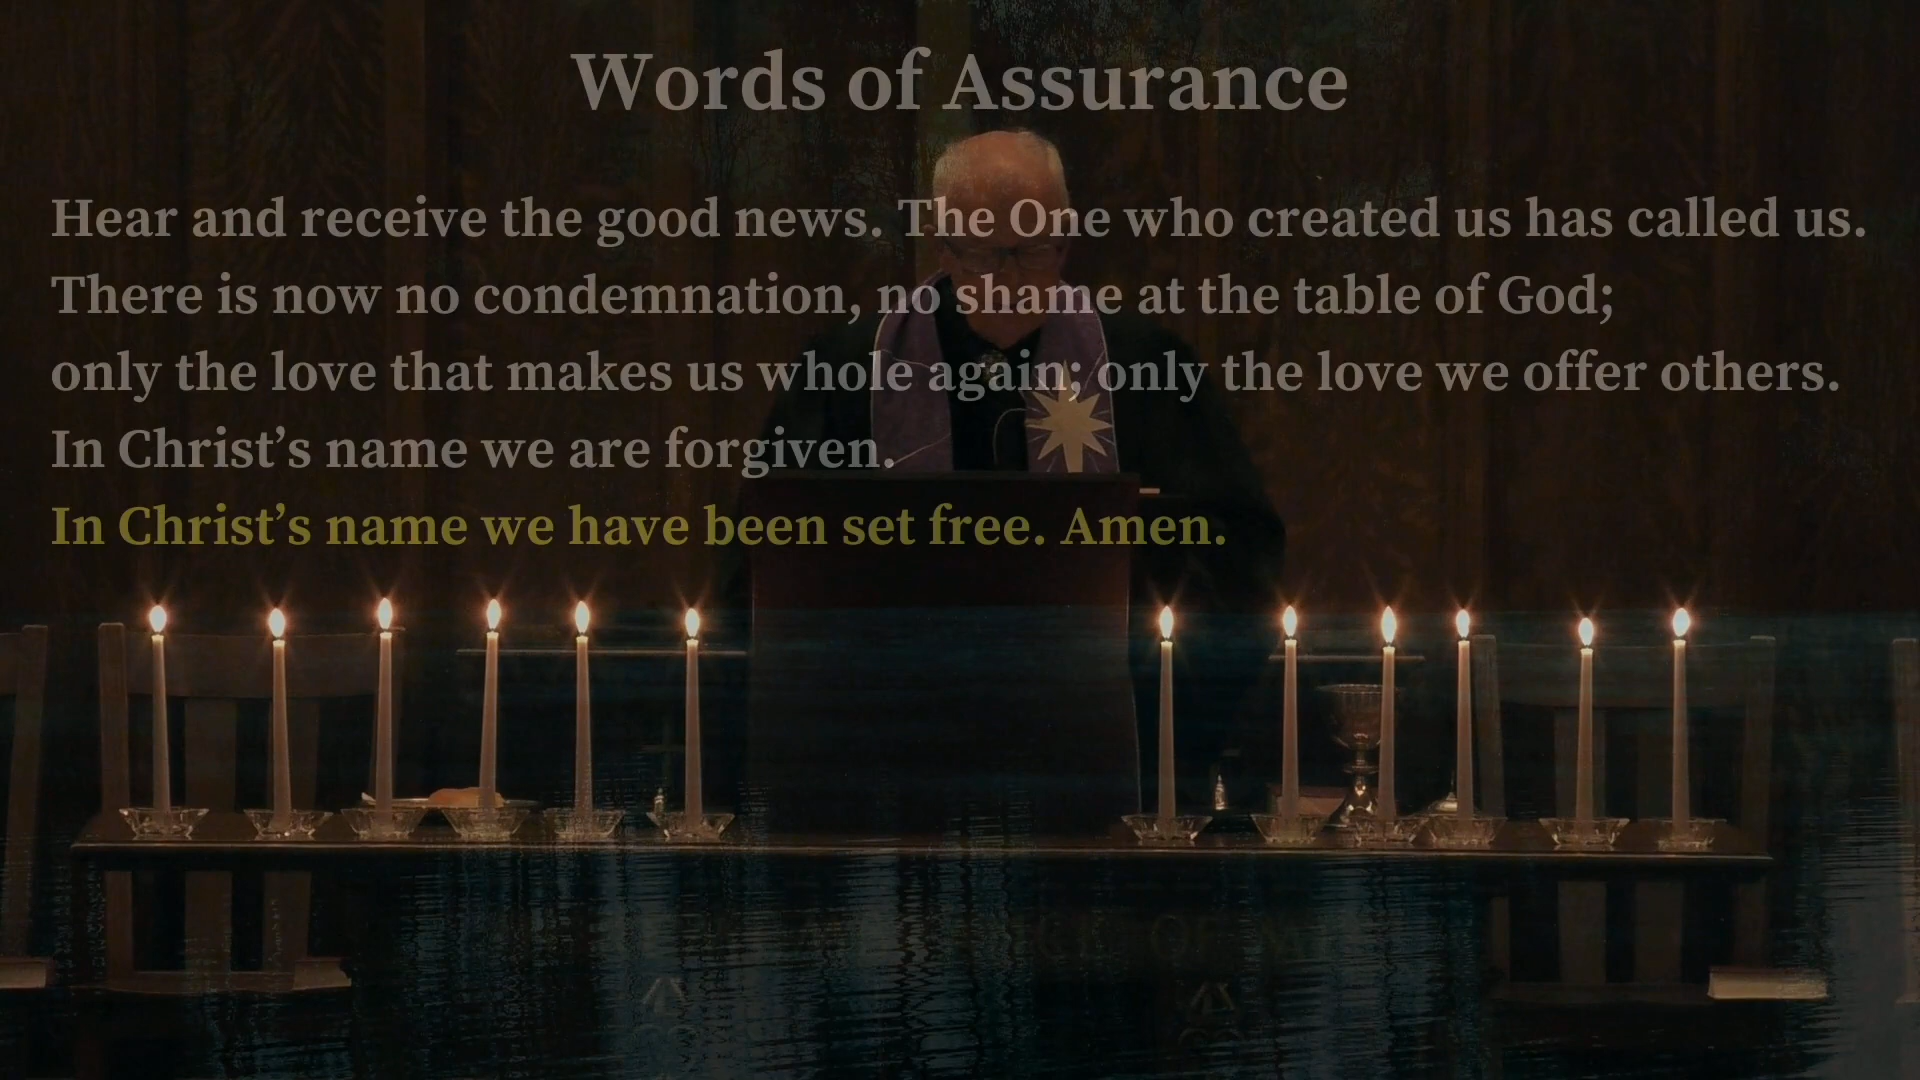 Words of Assurance
Hear and receive the good news. The One who created us has called us.
There is now no condemnation, no shame at the table of God;
only the love that makes us whole again, only the love we offer others.
In Christ’s name we are forgiven.
In Christ’s name we have been set free. Amen.